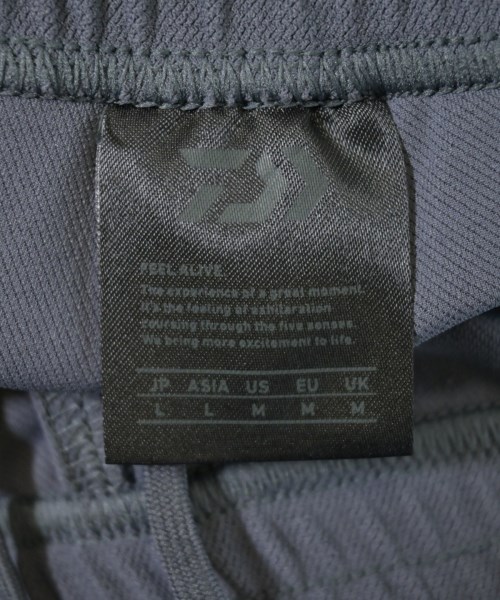 FEEL ALIVE.
The experience of a great moment.
It's the feeling of exhilaration
coursing through the five senses.
We bring more excitement to life.
JP ASIA US EU UK
L L M M M